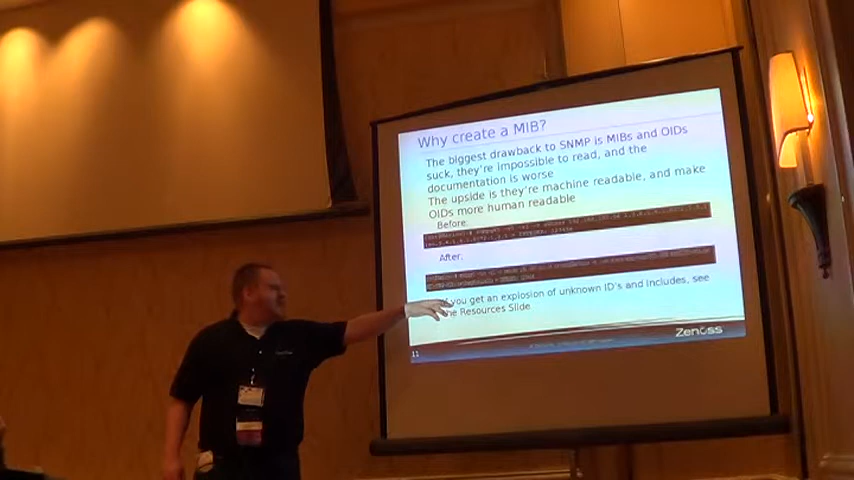 Why create a MIB?
The biggest drawback to SNMP is MIBs and OIDs
suck, they're impossible to read, and the
documentation is worse
The upside is they're machine readable, and make
OIDs more human readable
Before,
After,
you get an explosion of unknown ID's and includes, see
the Resources Slide
11
Zenoss